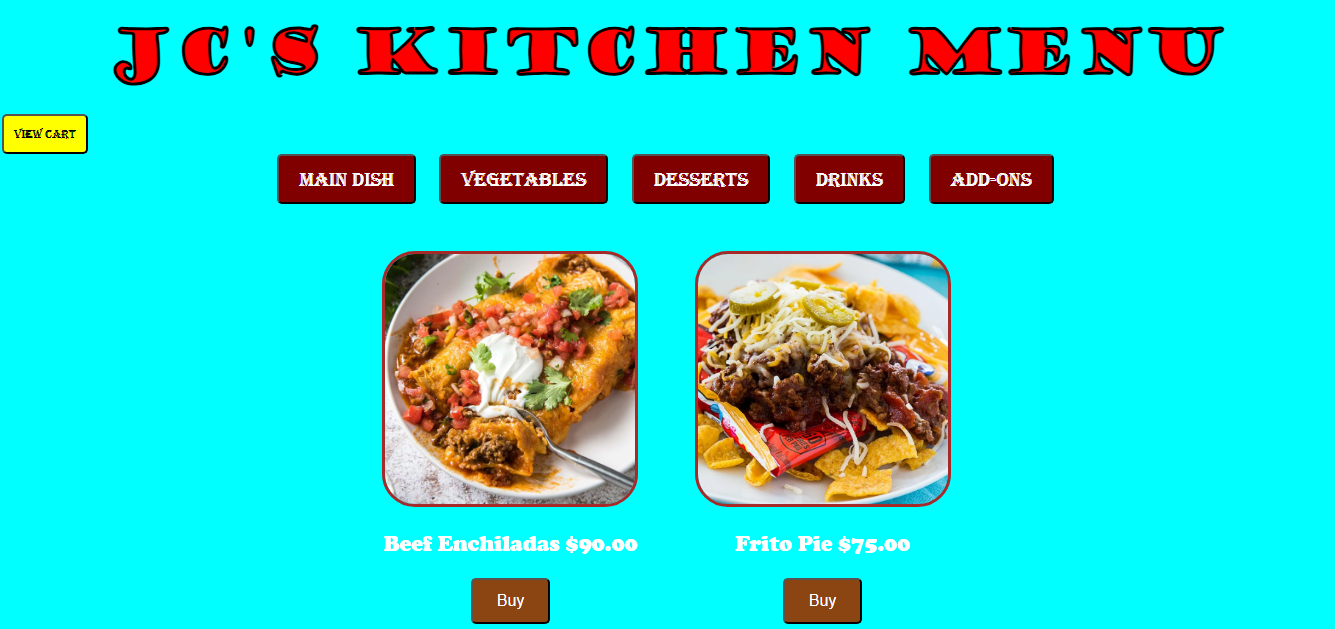 JC'S KITCHEN MENU
VIEW CART
MAIN DISH VEGETABLES DESSERTS DRINKS ADD-ONS
Beef Enchiladas $90.00 Frito Pie $75.00
Buy Buy